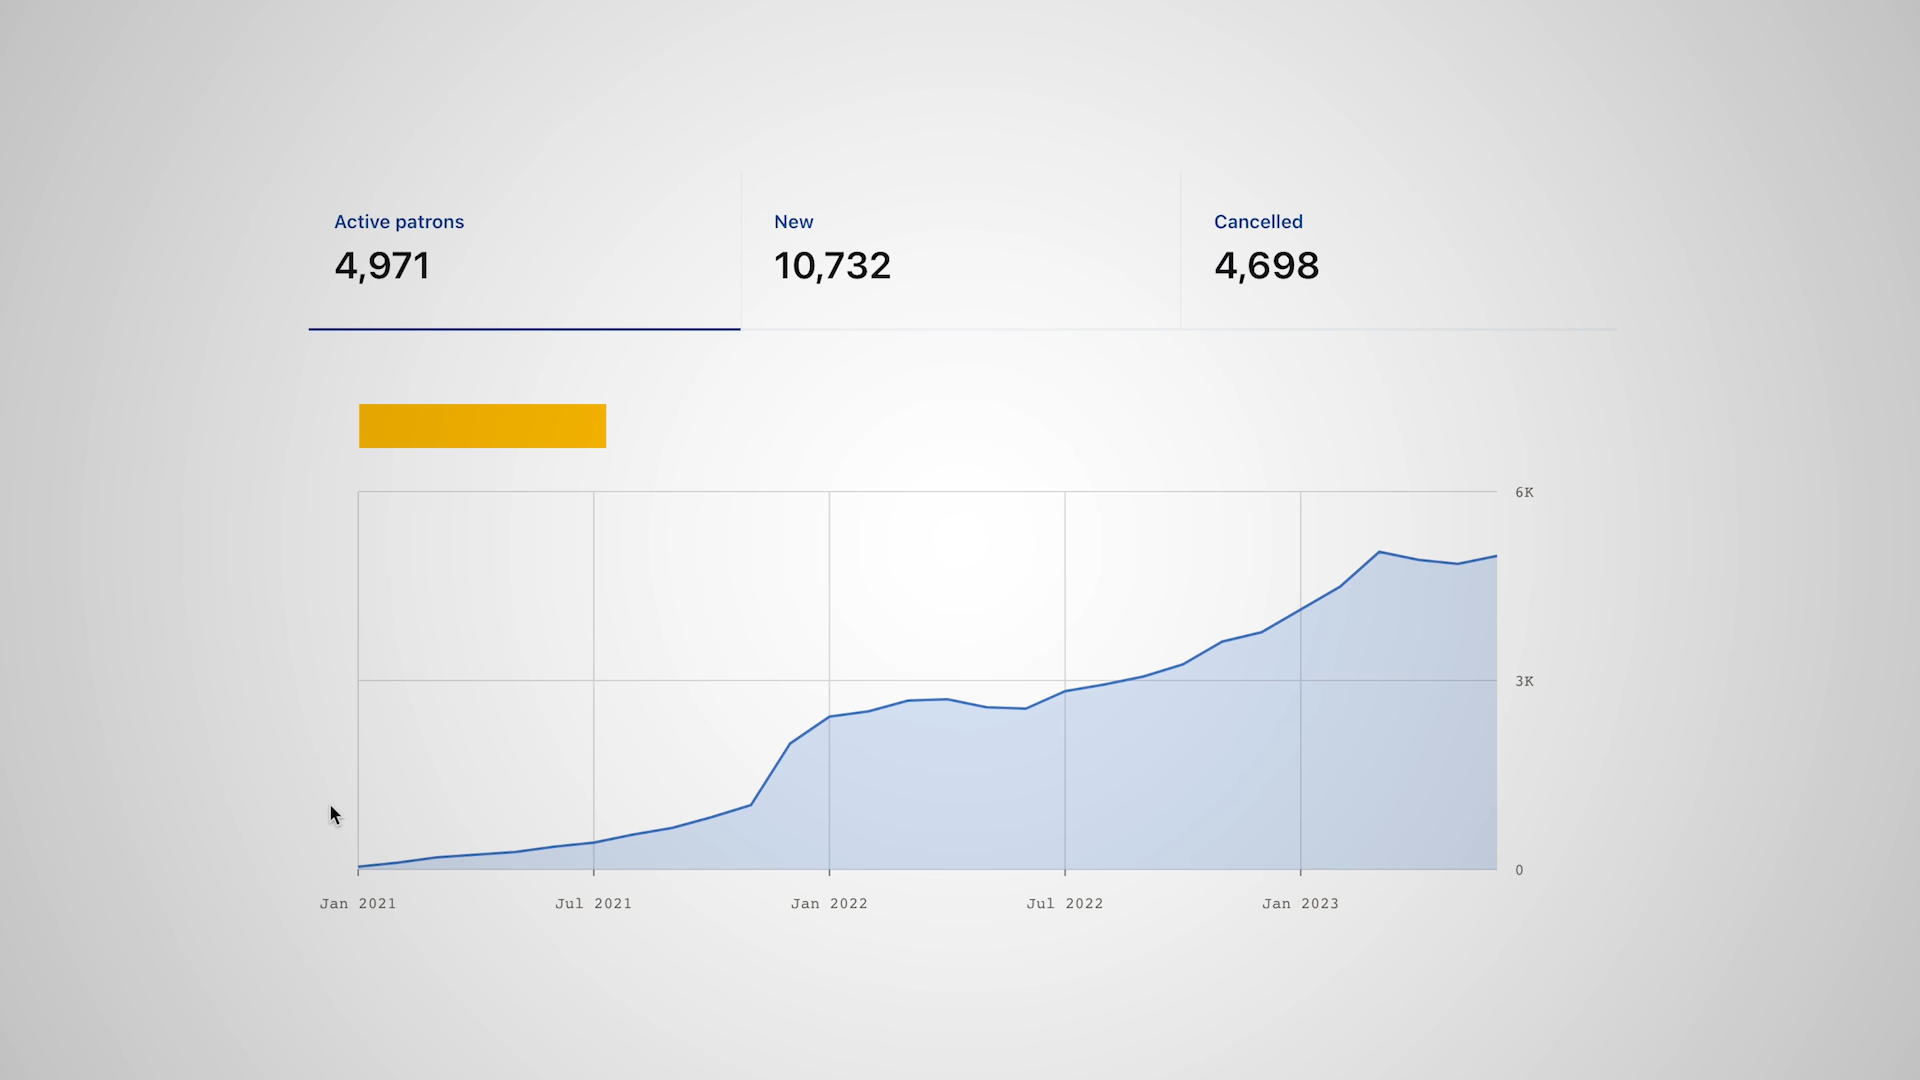 Active patrons
4,971
New
10,732
Cancelled
4,698
6K
3K
0
Jan 2021
Jul 2021
Jan 2022
Jul 2022
Jan 2023